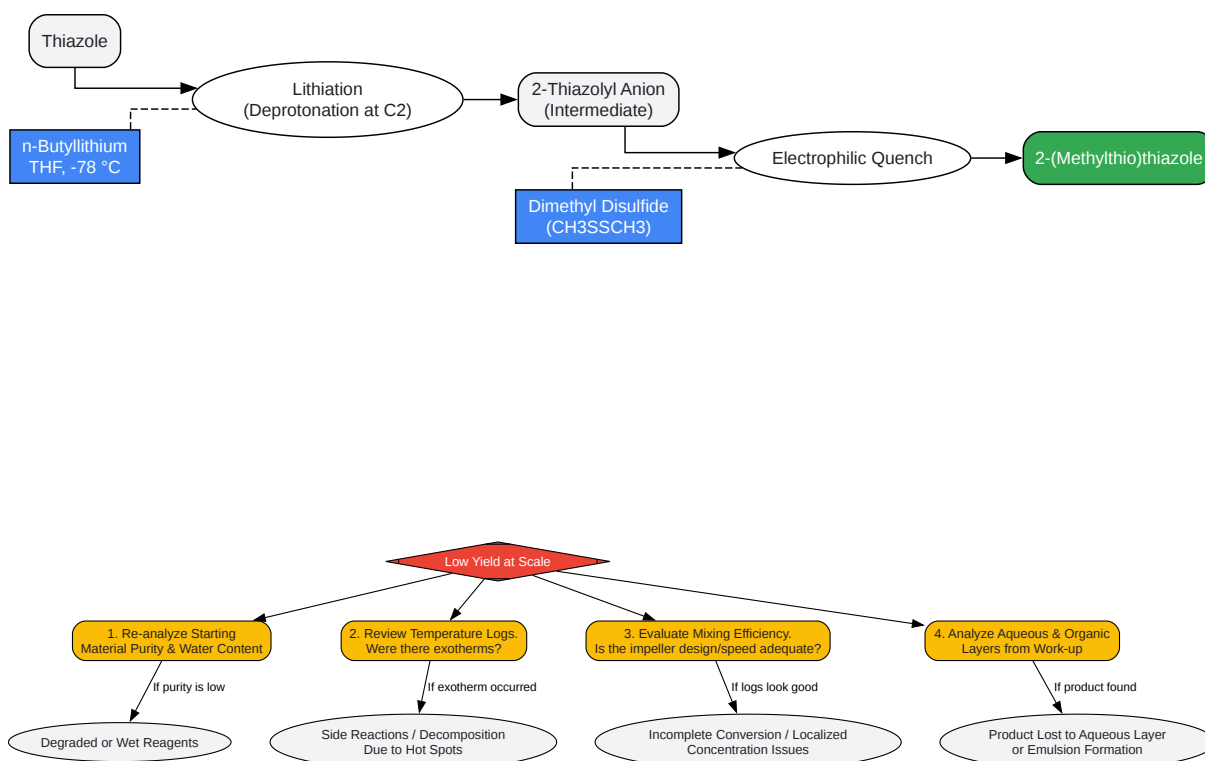 Thiazole
Lithiation
(Deprotonation at C2)
n-Butyllithium
THF, -78 °C
2-Thiazolyl Anion
(Intermediate)
Electrophilic Quench
Dimethyl Disulfide
(CH3SSCH3)
2-(Methylthio)thiazole
Low Yield at Scale
1. Re-analyze Starting
Material Purity & Water Content
2. Review Temperature Logs.
Were there exotherms?
3. Evaluate Mixing Efficiency.
Is the impeller design/speed adequate?
4. Analyze Aqueous & Organic
Layers from Work-up
If purity is low
If exotherm occurred
If logs look good
If product found
Degraded or Wet Reagents
Side Reactions / Decomposition
Due to Hot Spots
Incomplete Conversion / Localized
Concentration Issues
Product Lost to Aqueous Layer
or Emulsion Formation